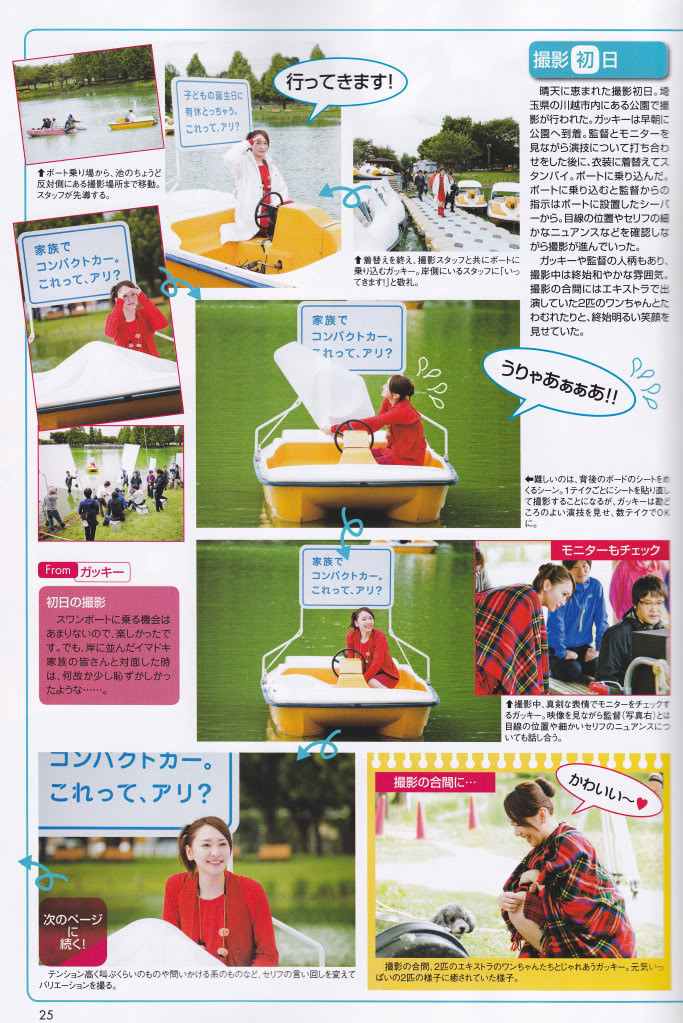 撮影初日
晴天に恵まれた撮影初日。埼
玉県の川越市内にある公園で撮
影が行われた。ガッキーは早朝に
公園へ到着。監督とモニターを
見ながら演技について打ち合わ
せをした後に、衣装に着替えてス
タンバイ。ボートに乗り込んだ。
ボートに乗り込むと監督からの
指示はボートに設置したシーバ
ーから。目線の位置やセリフの細
かなニュアンスなどを確認しな
がら撮影が進んでいった。
ガッキーや監督の人柄もあり、
撮影中は終始和やかな雰囲気。
撮影の合間にはエキストラで出
演していた2匹のワンちゃんとた
わむれたりと、終始明るい笑顔を
見せていた。
行ってきます!
子どもの誕生日に
有休とっちゃう。
これって、アリ?
⬆ボート乗り場から、池のちょうど
反対側にある撮影場所まで移動。
スタッフが先導する。
⬆着替えを終え、撮影スタッフと共にボートに
乗り込むガッキー。岸側にいるスタッフに「いっ
てきます!」と敬礼。
家族で
コンパクトカー。
これって、アリ?
家族で
コンパクトカー。
これって、アリ?
うりゃあぁぁあ!!
⬅難しいのは、背後のボードのシートをめ
くるシーン。1テイクごとにシートを貼り直し
て撮影することになるが、ガッキーは勘ど
ころのよい演技を見せ、数テイクでOK
に。
From ガッキー
初日の撮影
スワンボートに乗る機会は
あまりないので、楽しかったで
す。でも、岸に並んだイマドキ
家族の皆さんと対面した時
は、何故か少し恥ずかしかっ
たような……。
家族で
コンパクトカー。
これって、アリ?
モニターもチェック
⬆撮影中、真剣な表情でモニターをチェックす
るガッキー。映像を見ながら監督(写真右)とは
目線の位置や細かいセリフのニュアンスにつ
いても話し合う。
コンパクトカー。
これって、アリ?
次のページ
に
続く!
テンション高く叫ぶくらいのものや問いかける系のものなど、セリフの言い回しを変えて
バリエーションを撮る。
撮影の合間に…
かわいい〜♥
撮影の合間、2匹のエキストラのワンちゃんたちとじゃれあうガッキー。元気いっ
ぱいの2匹の様子に癒されていた様子。
25